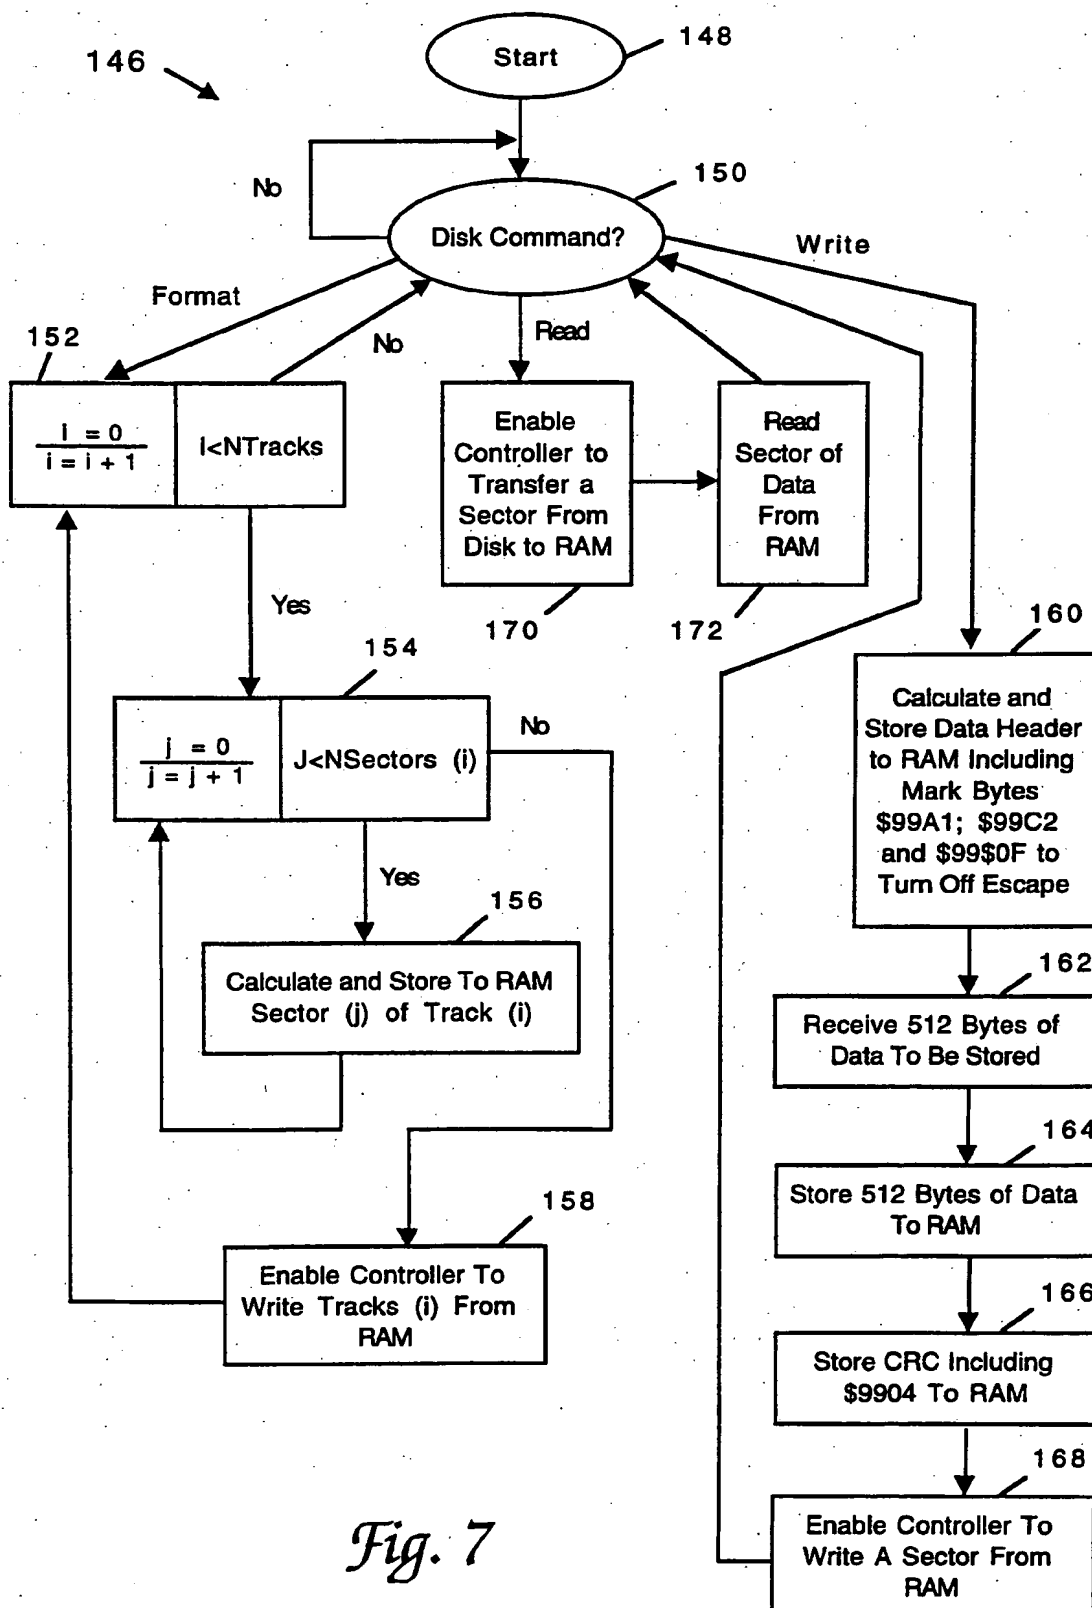 146
Start
148
150
No
Disk Command?
Write
Format
No
Read
152
i = 0
i = i + 1
I<NTracks
Enable
Controller to
Transfer a
Sector From
Disk to RAM
Read
Sector of
Data
From
RAM
170
172
Yes
154
j = 0
j = j + 1
J<NSectors (i)
No
Yes
156
Calculate and Store To RAM
Sector (j) of Track (i)
158
Enable Controller To
Write Tracks (i) From
RAM
160
Calculate and
Store Data Header
to RAM Including
Mark Bytes
$99A1; $99C2
and $99$0F to
Turn Off Escape
162
Receive 512 Bytes of
Data To Be Stored
164
Store 512 Bytes of Data
To RAM
166
Store CRC Including
$9904 To RAM
168
Enable Controller To
Write A Sector From
RAM
Fig. 7